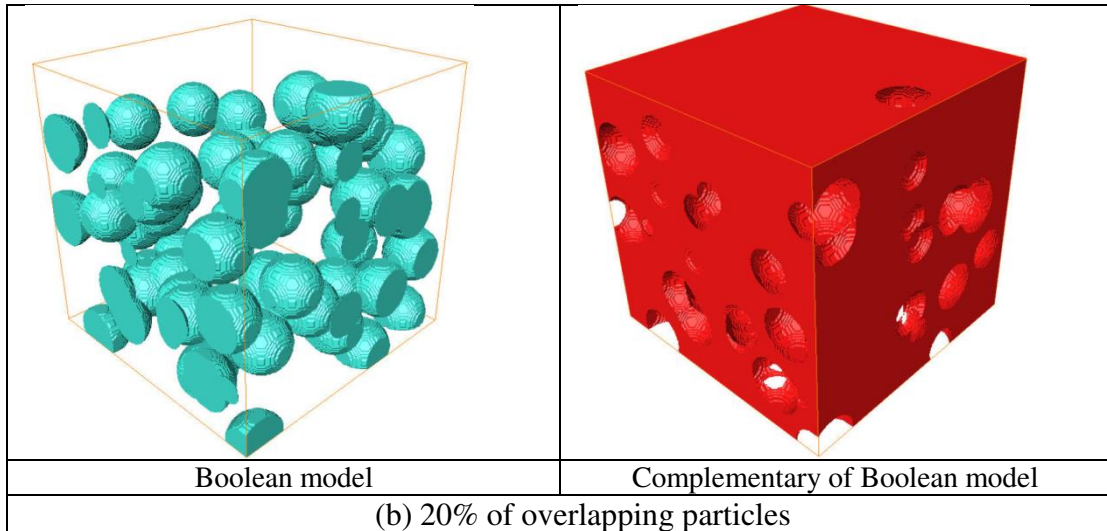 Boolean model
Complementary of Boolean model
(b) 20% of overlapping particles